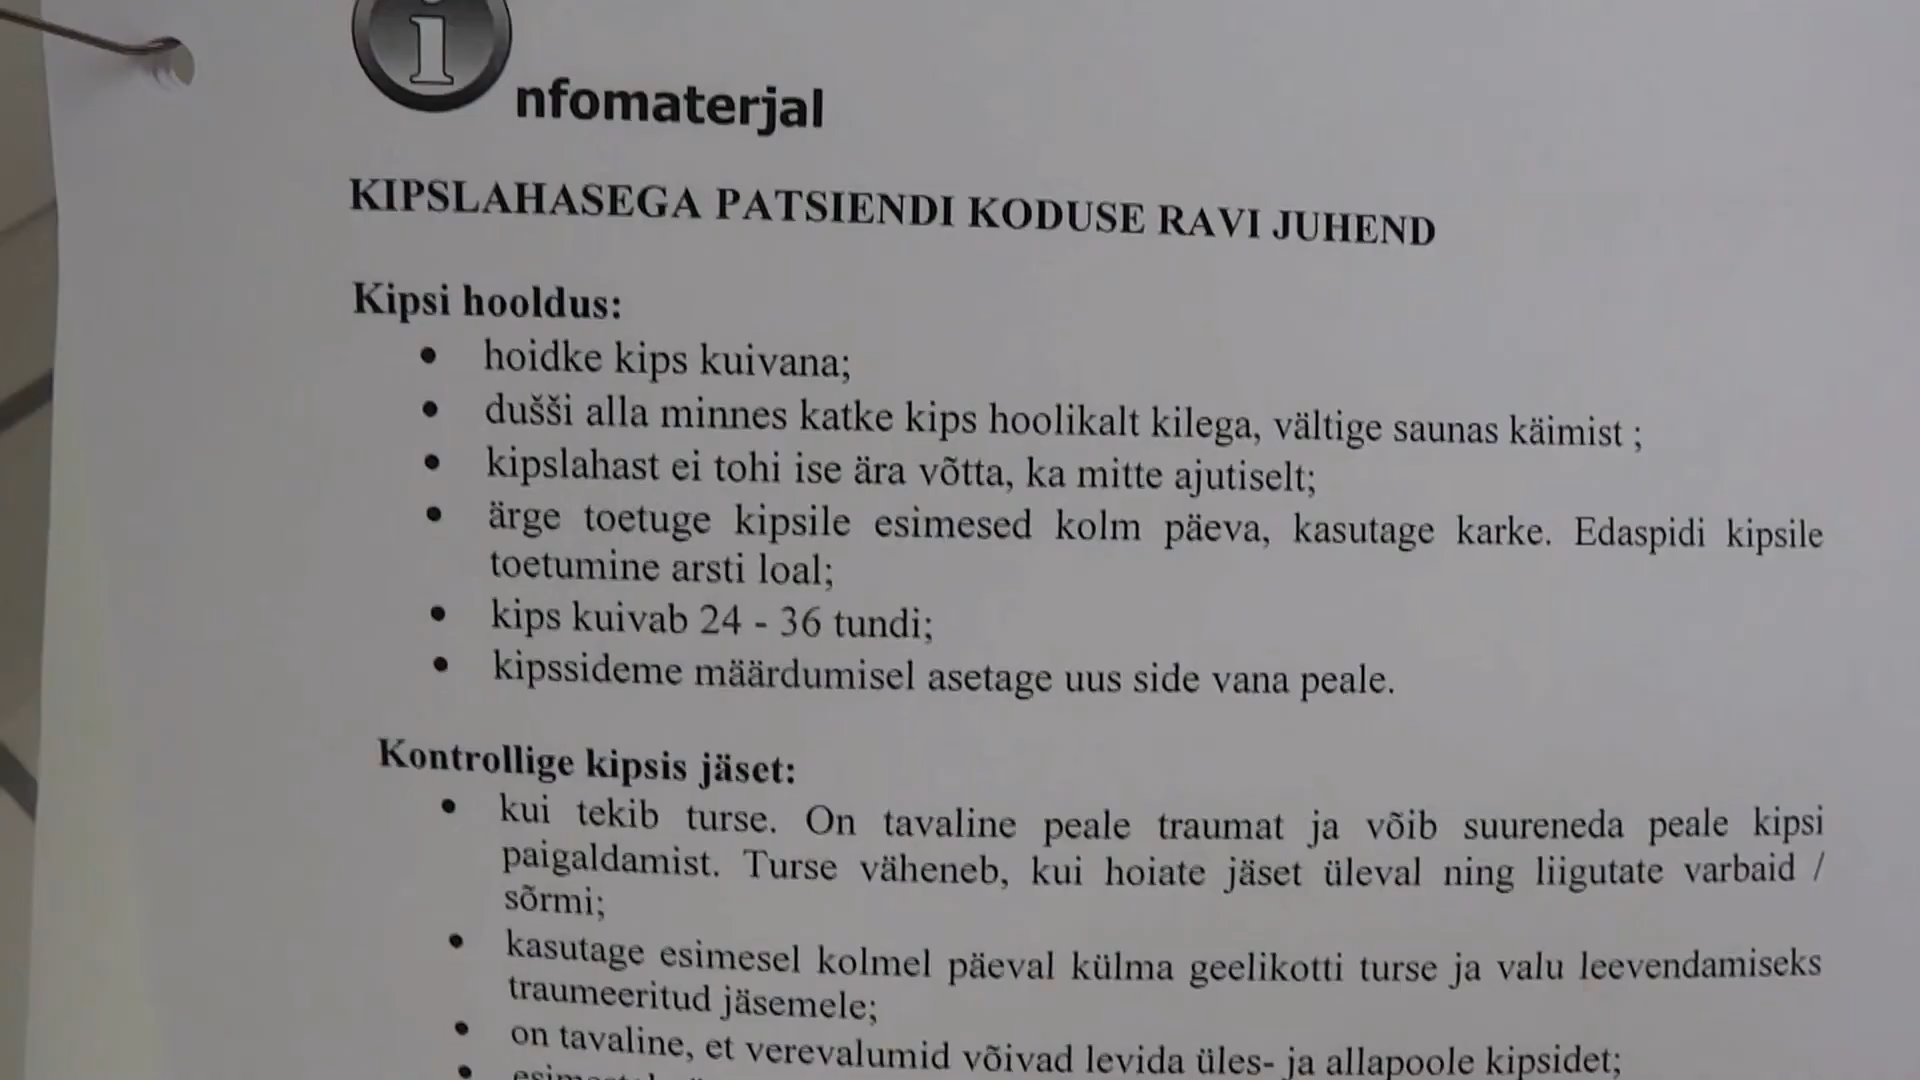 i
nfomaterjal
KIPSLAHASEGA PATSIENDI KODUSE RAVI JUHEND
Kipsi hooldus:
• hoidke kips kuivana;
• dušši alla minnes katke kips hoolikalt kilega, vältige saunas käimist ;
• kipslahast ei tohi ise ära võtta, ka mitte ajutiselt;
• ärge toetuge kipsile esimesed kolm päeva, kasutage karke. Edaspidi kipsile
toetumine arsti loal;
• kips kuivab 24 - 36 tundi;
• kipssideme määrdumisel asetage uus side vana peale.
Kontrollige kipsis jäset:
• kui tekib turse. On tavaline peale traumat ja võib suureneda peale kipsi
paigaldamist. Turse väheneb, kui hoiate jäset üleval ning liigutate varbaid /
sõrmi;
• kasutage esimesel kolmel päeval külma geelikotti turse ja valu leevendamiseks
traumeeritud jäsemele;
• on tavaline, et verevalumid võivad levida üles- ja allapoole kipsidet;